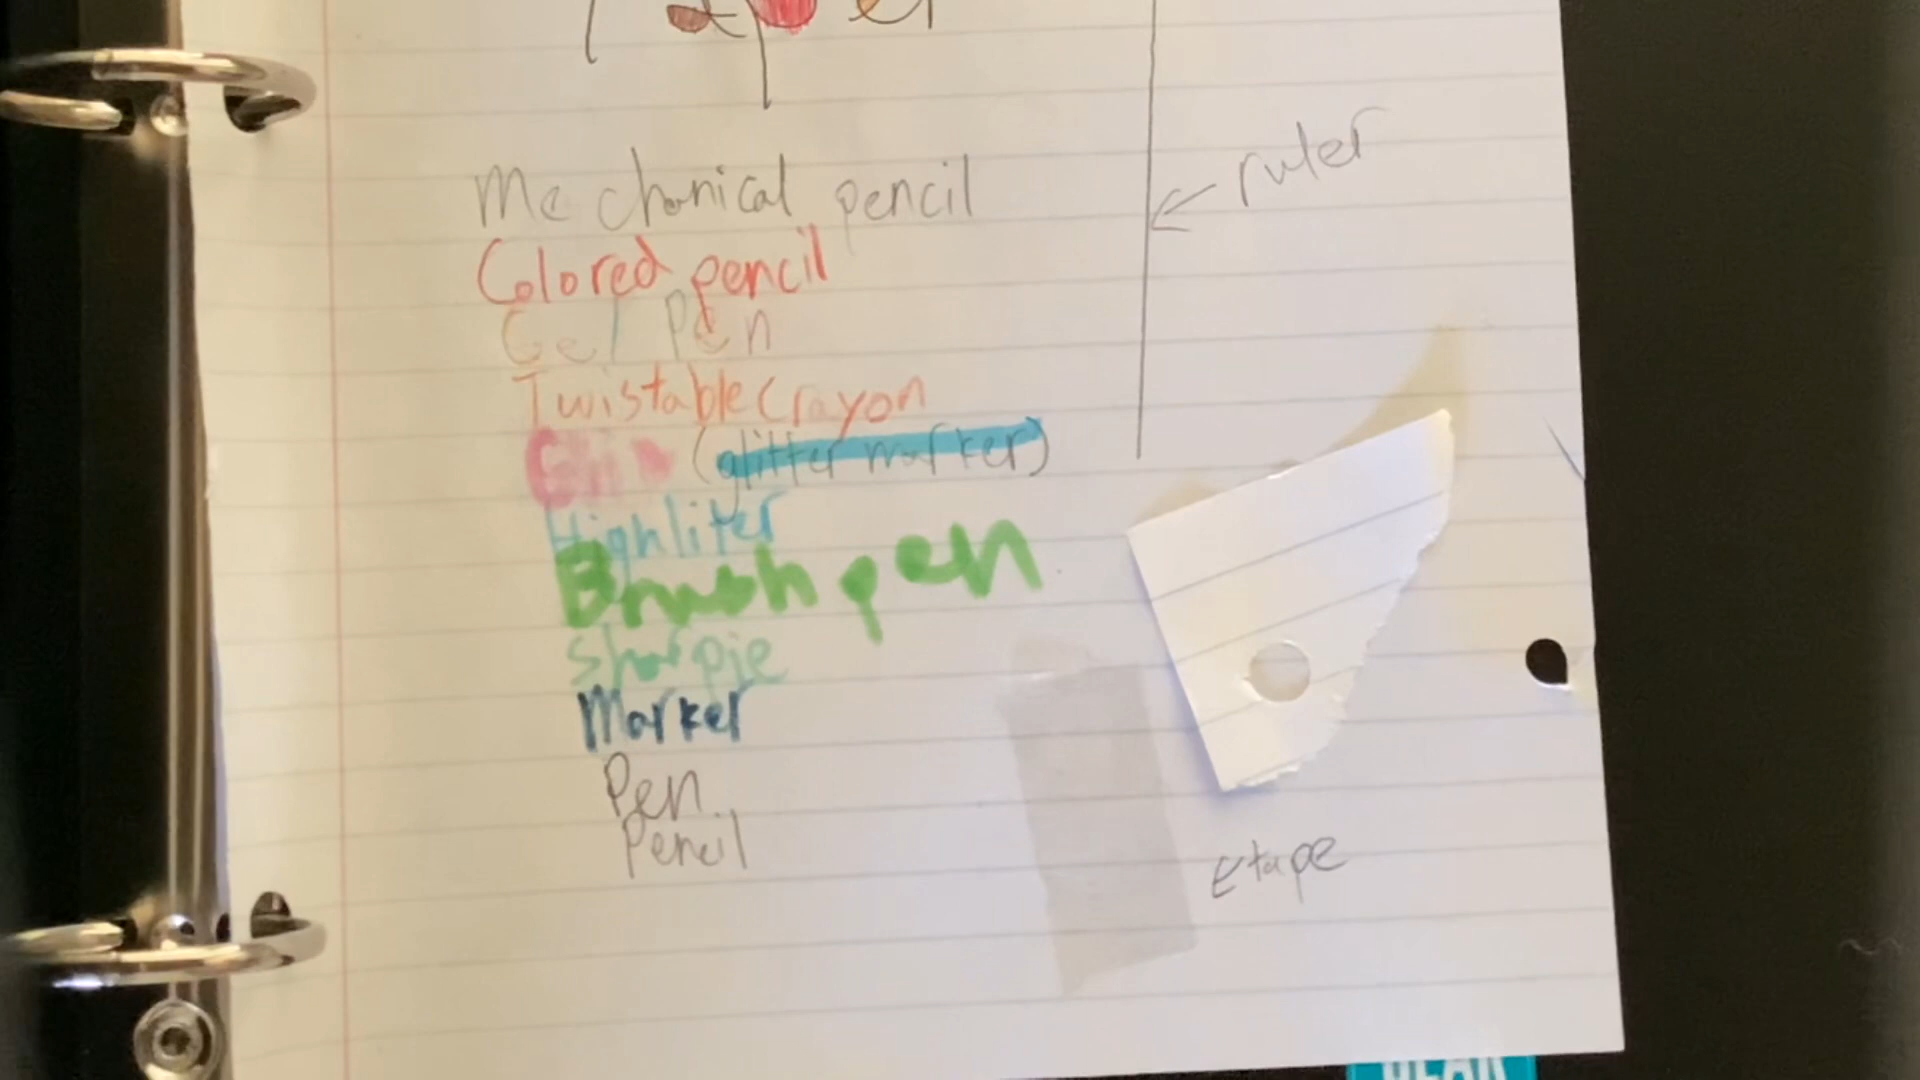 Mechanical pencil
ruler
Colored pencil
Gel Pen
Twistable crayon
(glitter marker)
Highliter
Brush pen
Sharpie
Marker
Pen
Pencil
tape